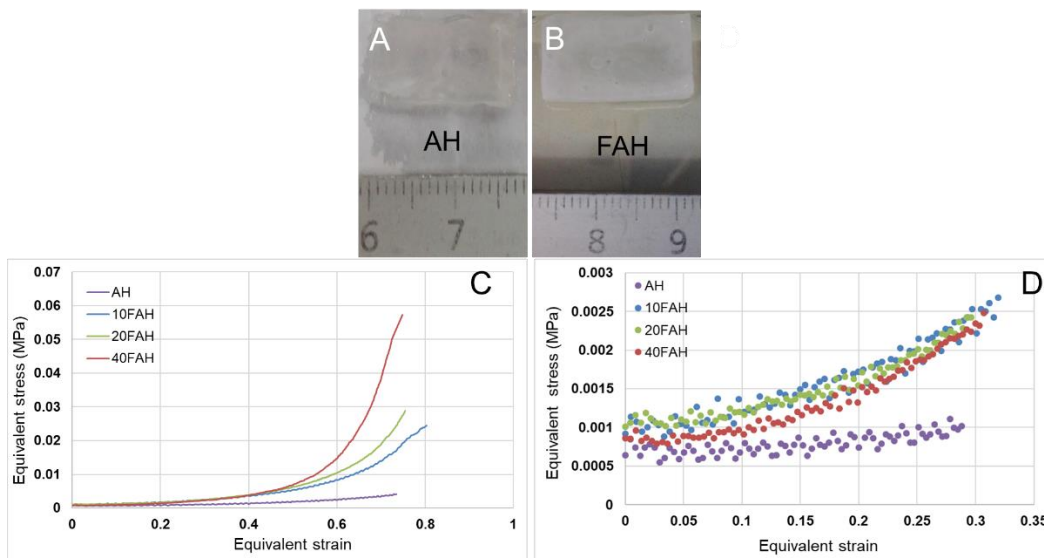 A
B
AH
FAH
6 7
8 9
C
Equivalent stress (MPa)
0.07
0.06
0.05
0.04
0.03
0.02
0.01
0
AH
10FAH
20FAH
40FAH
0 0.2 0.4 0.6 0.8 1
Equivalent strain
D
Equivalent stress (MPa)
0.003
0.0025
0.002
0.0015
0.001
0.0005
0
AH
10FAH
20FAH
40FAH
0 0.05 0.1 0.15 0.2 0.25 0.3 0.35
Equivalent strain